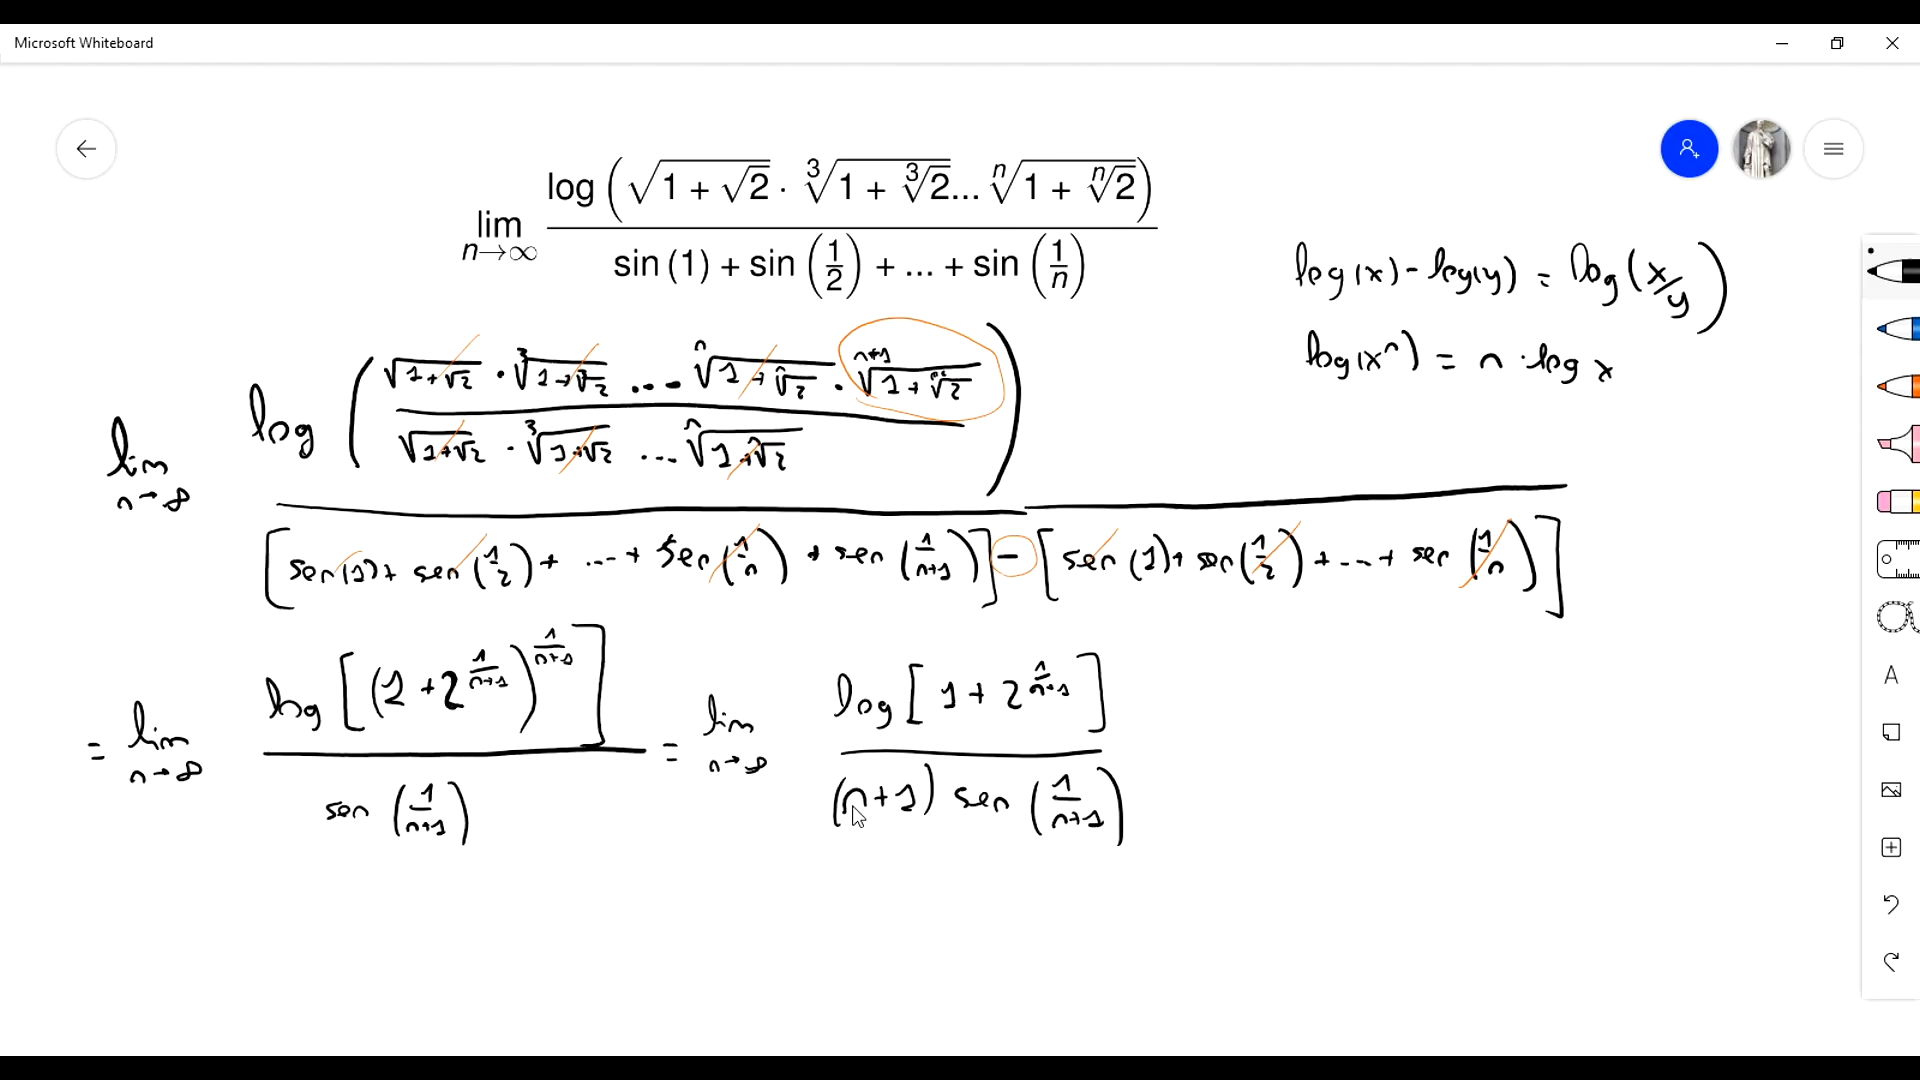 Microsoft Whiteboard
lim n→∞ log(√(1 + √2) · ∛(1 + ∛2)... ⁿ√(1 + ⁿ√2)) / (sin (1) + sin (1/2) + ... + sin (1/n))
log(x) - log(y) = log(x/y)
log(xⁿ) = n · log x
lim n→∞ log(√(1+√2) · ∛(1+∛2) ... ⁿ√(1+ⁿ√2) · ⁿ⁺¹√(1+ⁿ⁺¹√2) / √(1+√2) · ∛(1+∛2) ... ⁿ√(1+ⁿ√2)) / [sen(1)+ sen(1/2)+ ...+ sen(1/n) + sen(1/n+1)] - [sen(1)+ sen(1/2)+...+ sen(1/n)]
= lim n→∞ log[(1+2^(1/n+1))^(1/n+1)] / sen(1/n+1) = lim n→∞ log[1+2^(1/n+1)] / (n+1) sen(1/n+1)
A